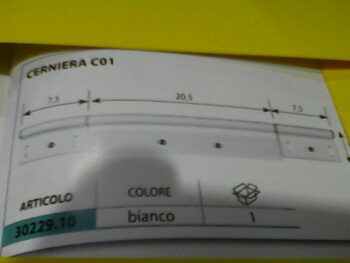 CERNIERA C01
7,5 20,5 7,5
ARTICOLO COLORE
30229.10 bianco 1